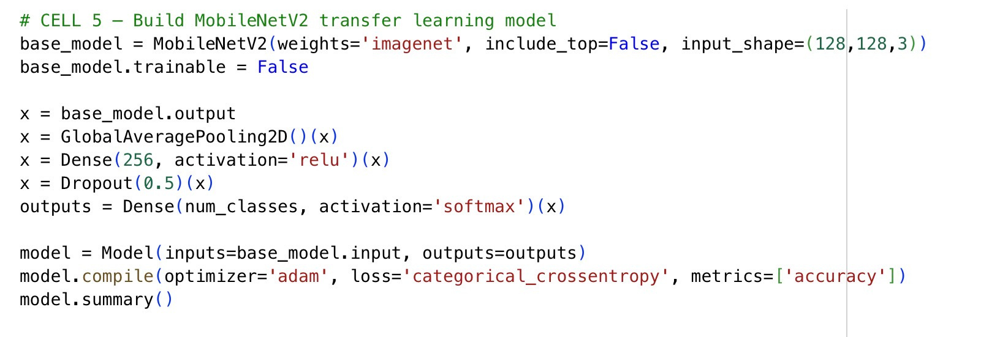 # CELL 5 — Build MobileNetV2 transfer learning model
base_model = MobileNetV2(weights='imagenet', include_top=False, input_shape=(128,128,3))
base_model.trainable = False
x = base_model.output
x = GlobalAveragePooling2D()(x)
x = Dense(256, activation='relu')(x)
x = Dropout(0.5)(x)
outputs = Dense(num_classes, activation='softmax')(x)
model = Model(inputs=base_model.input, outputs=outputs)
model.compile(optimizer='adam', loss='categorical_crossentropy', metrics=['accuracy'])
model.summary()